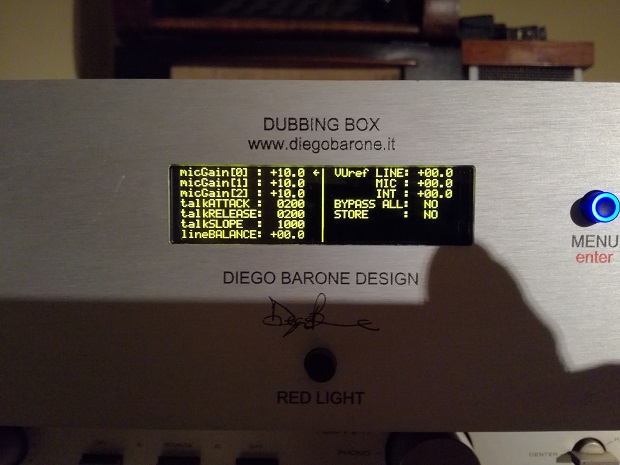 DUBBING BOX
www.diegobarone.it
micGain[0] : +10.0 ←
micGain[1] : +10.0
micGain[2] : +10.0
talkATTACK : 0200
talkRELEASE: 0200
talkSLOPE : 1000
lineBALANCE: +00.0
VUref LINE: +00.0
MIC : +00.0
INT : +00.0
BYPASS ALL: NO
STORE : NO
MENU
enter
DIEGO BARONE DESIGN
RED LIGHT
PHONO
CENTER